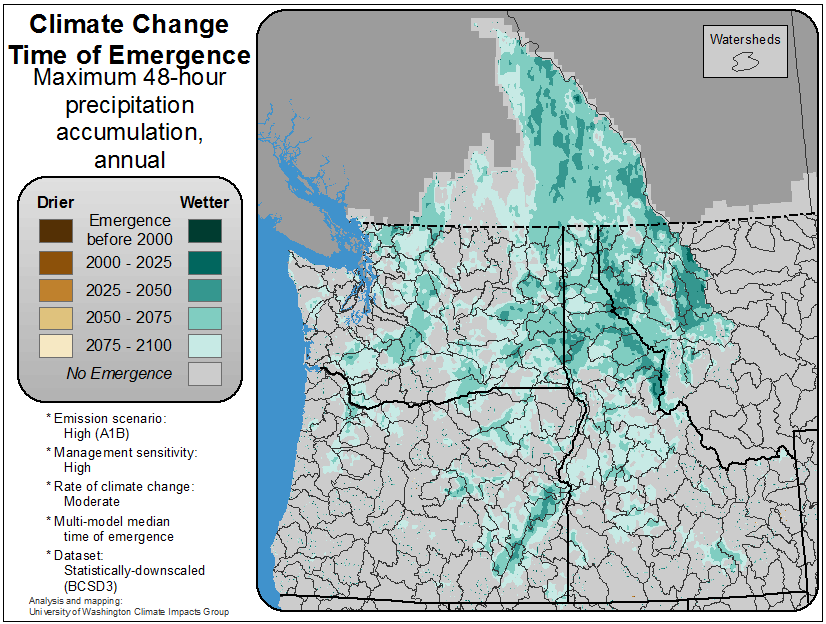 Climate Change
Time of Emergence
Maximum 48-hour
precipitation
accumulation,
annual
Drier
Wetter
Emergence
before 2000
2000 - 2025
2025 - 2050
2050 - 2075
2075 - 2100
No Emergence
* Emission scenario:
High (A1B)
* Management sensitivity:
High
* Rate of climate change:
Moderate
* Multi-model median
time of emergence
* Dataset:
Statistically-downscaled
(BCSD3)
Analysis and mapping:
University of Washington Climate Impacts Group
Watersheds